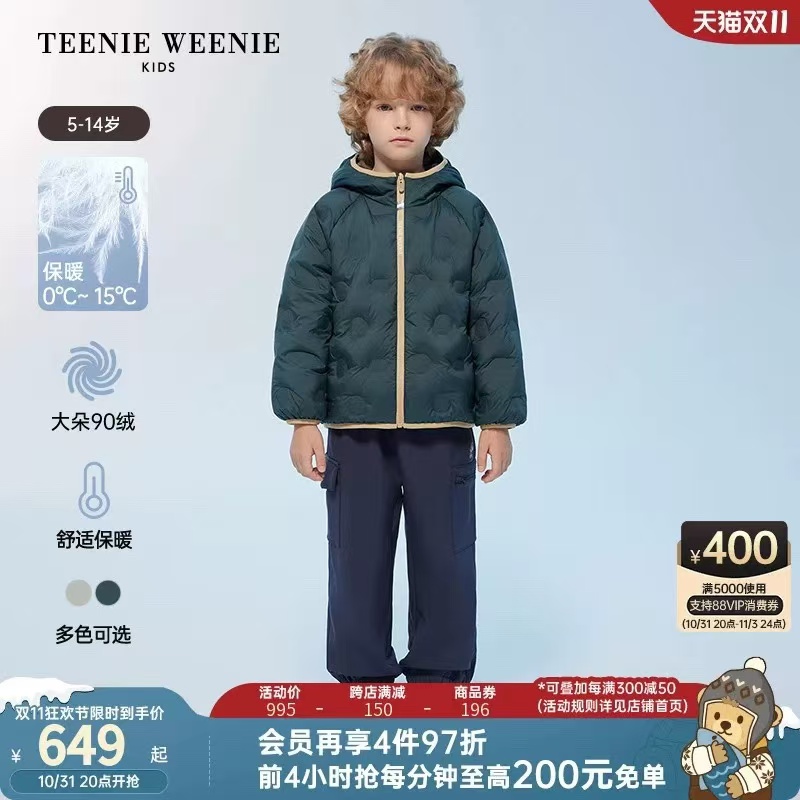 TEENIE WEENIE
KIDS
天猫双11
5-14岁
保暖
0℃~ 15℃
大朵90绒
舒适保暖
多色可选
¥400
满5000使用
支持88VIP消费券
(10/31 20点-11/3 24点)
活动价 跨店满减 商品券
995 - 150 - 196
*可叠加每满300减50
(活动规则详见店铺首页)
双11狂欢节限时到手价
¥ 649 起
10/31 20点开抢
会员再享4件97折
前4小时抢每分钟至高200元免单